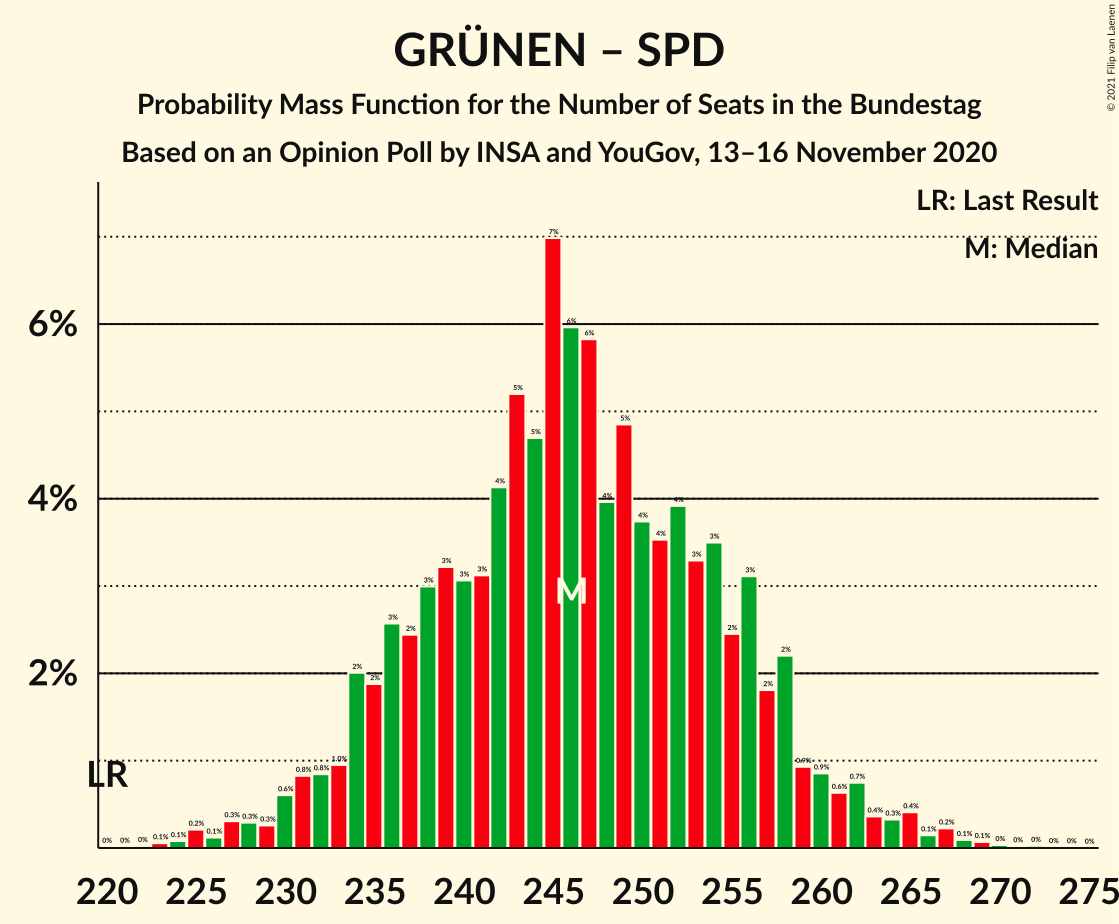 GRÜNEN – SPD
Probability Mass Function for the Number of Seats in the Bundestag
Based on an Opinion Poll by INSA and YouGov, 13–16 November 2020
© 2021 Filip van Laenen
LR: Last Result
M: Median
6%
4%
2%
LR
M
0% 0% 0% 0.1% 0.1% 0.2% 0.1% 0.3% 0.3% 0.3% 0.6% 0.8% 0.8% 1.0% 2% 2% 3% 2% 3% 3% 3% 3% 4% 5% 5% 7% 6% 6% 4% 5% 4% 4% 4% 3% 3% 2% 3% 2% 2% 0.9% 0.9% 0.6% 0.7% 0.4% 0.3% 0.4% 0.1% 0.2% 0.1% 0.1% 0% 0% 0% 0% 0% 0%
220 225 230 235 240 245 250 255 260 265 270 275